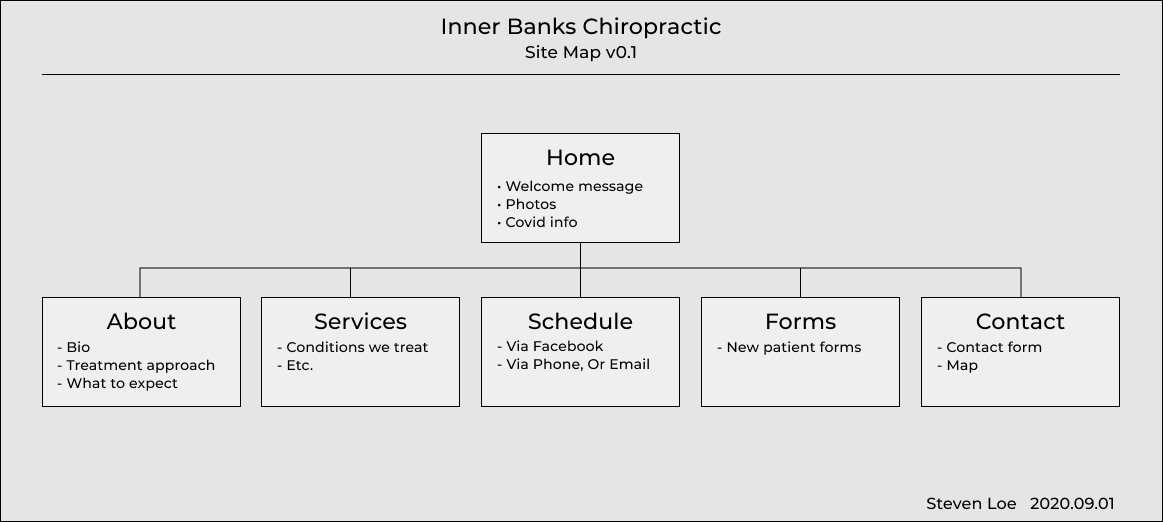 Inner Banks Chiropractic
Site Map v0.1
Home
• Welcome message
• Photos
• Covid info
About
- Bio
- Treatment approach
- What to expect
Services
- Conditions we treat
- Etc.
Schedule
- Via Facebook
- Via Phone, Or Email
Forms
- New patient forms
Contact
- Contact form
- Map
Steven Loe 2020.09.01